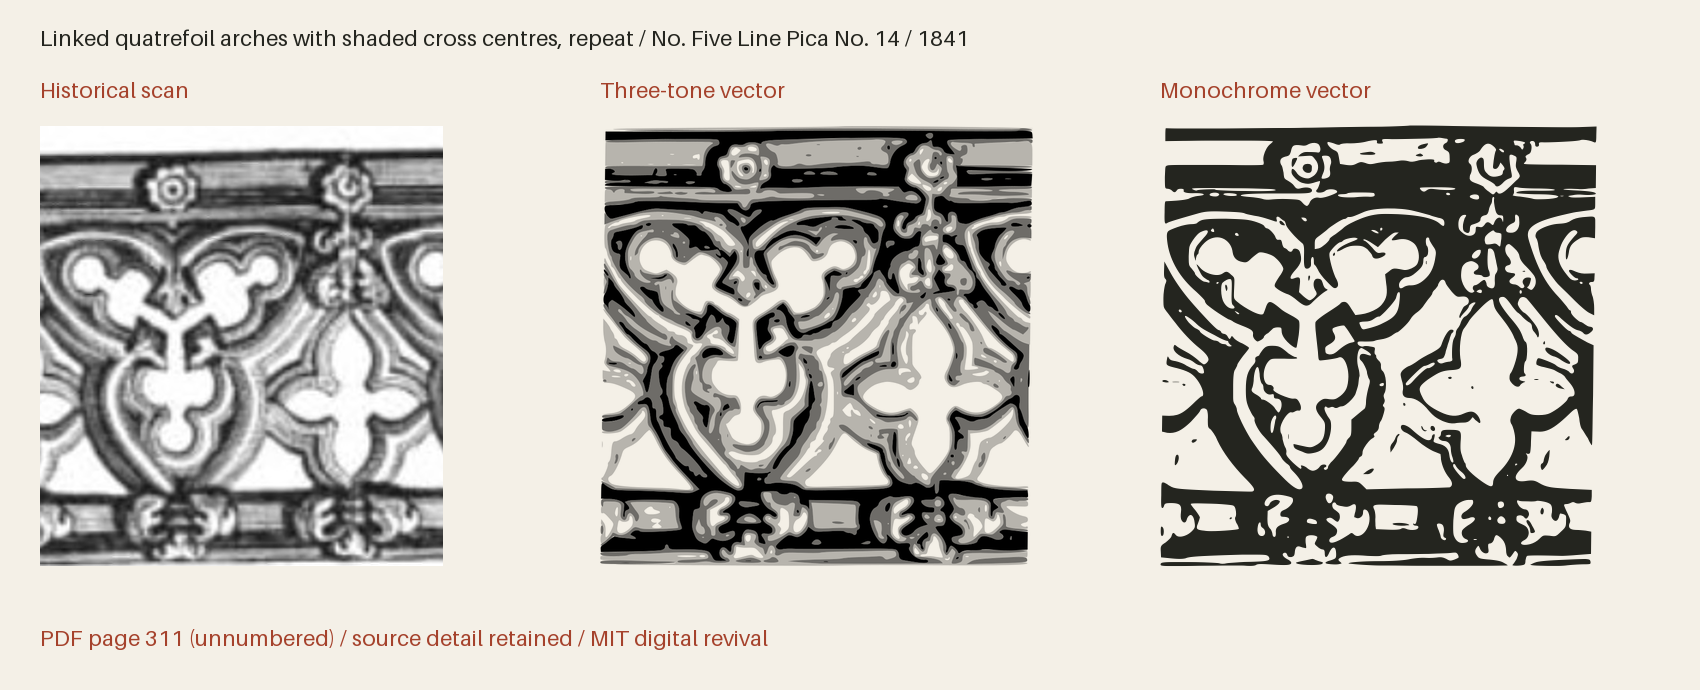 Linked quatrefoil arches with shaded cross centres, repeat / No. Five Line Pica No. 14 / 1841
Historical scan
Three-tone vector
Monochrome vector
PDF page 311 (unnumbered) / source detail retained / MIT digital revival